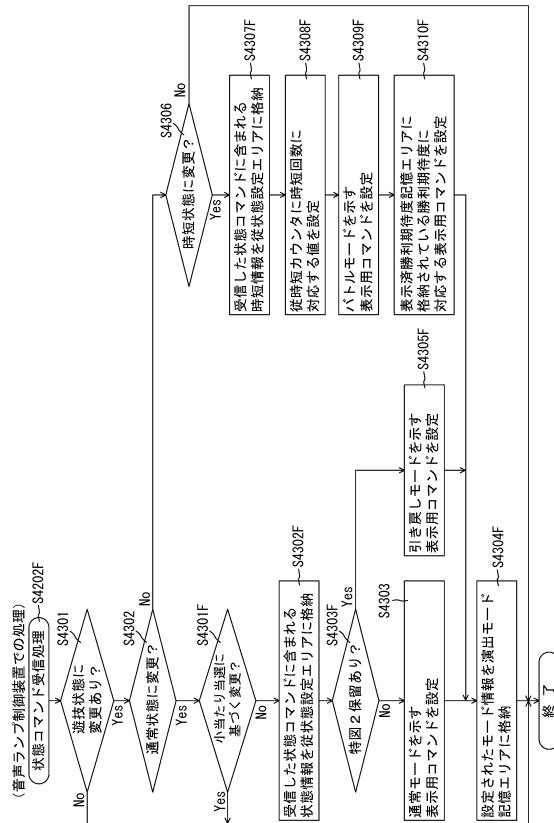 (音声ランプ制御装置での処理)
状態コマンド受信処理
S4202F
S4301
遊技状態に
変更あり？
No
Yes
S4302
通常状態に変更？
No
Yes
S4301F
小当たり当選に
基づく変更？
Yes
No
S4302F
受信した状態コマンドに含まれる
状態情報を従状態設定エリアに格納
S4303F
特図２保留あり？
Yes
No
S4303
通常モードを示す
表示用コマンドを設定
S4305F
引き戻しモードを示す
表示用コマンドを設定
S4306
時短状態に変更？
No
Yes
S4307F
受信した状態コマンドに含まれる
時短情報を従状態設定エリアに格納
S4308F
従時短カウンタに時短回数に
対応する値を設定
S4309F
バトルモードを示す
表示用コマンドを設定
S4310F
表示済勝利期待度記憶エリアに
格納されている勝利期待度に
対応する表示用コマンドを設定
S4304F
設定されたモード情報を演出モード
記憶エリアに格納
終了